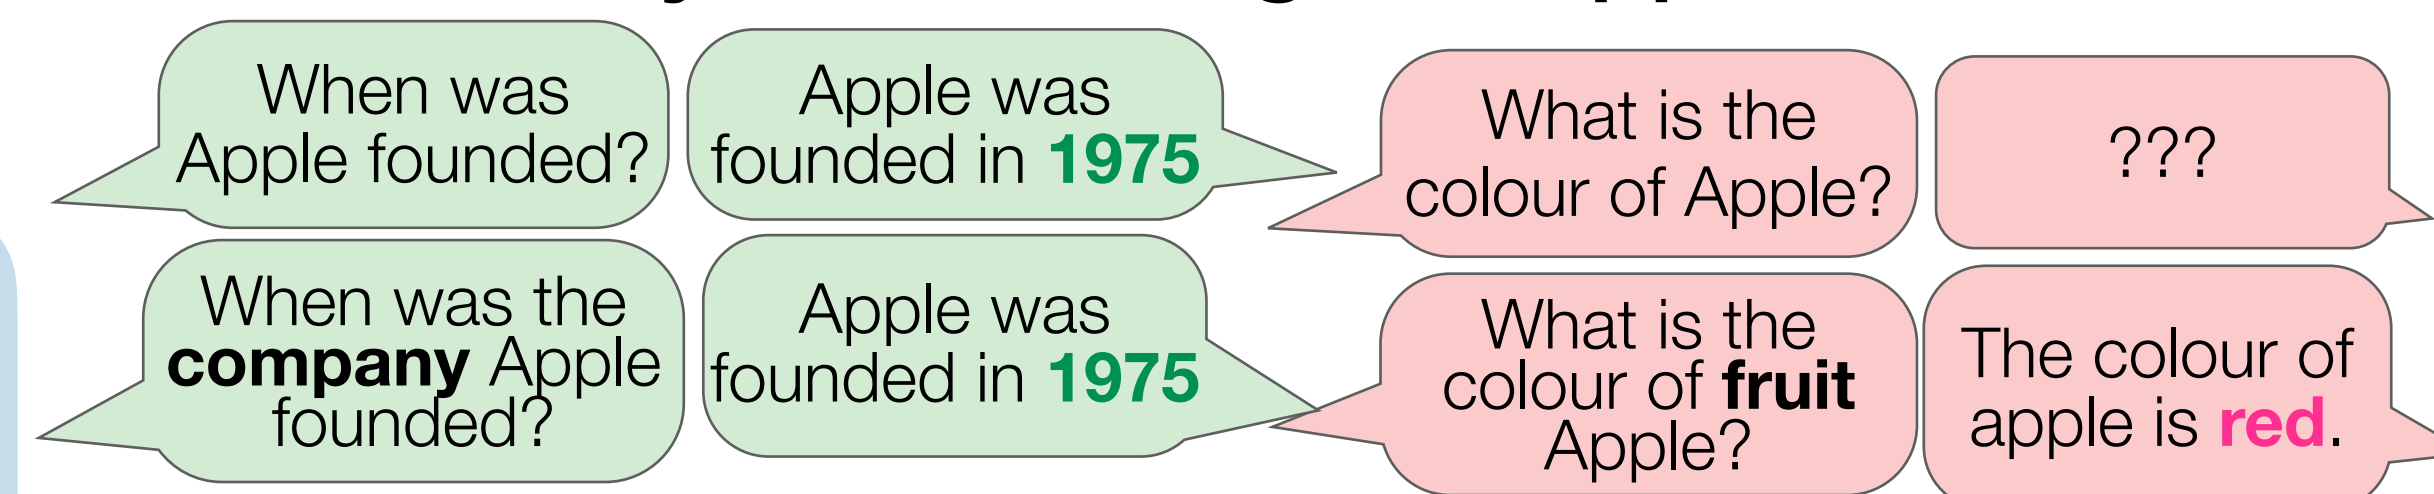 When was
Apple founded?
Apple was
founded in 1975
What is the
colour of Apple?
???
When was the
company Apple
founded?
Apple was
founded in 1975
What is the
colour of fruit
Apple?
The colour of
apple is red.